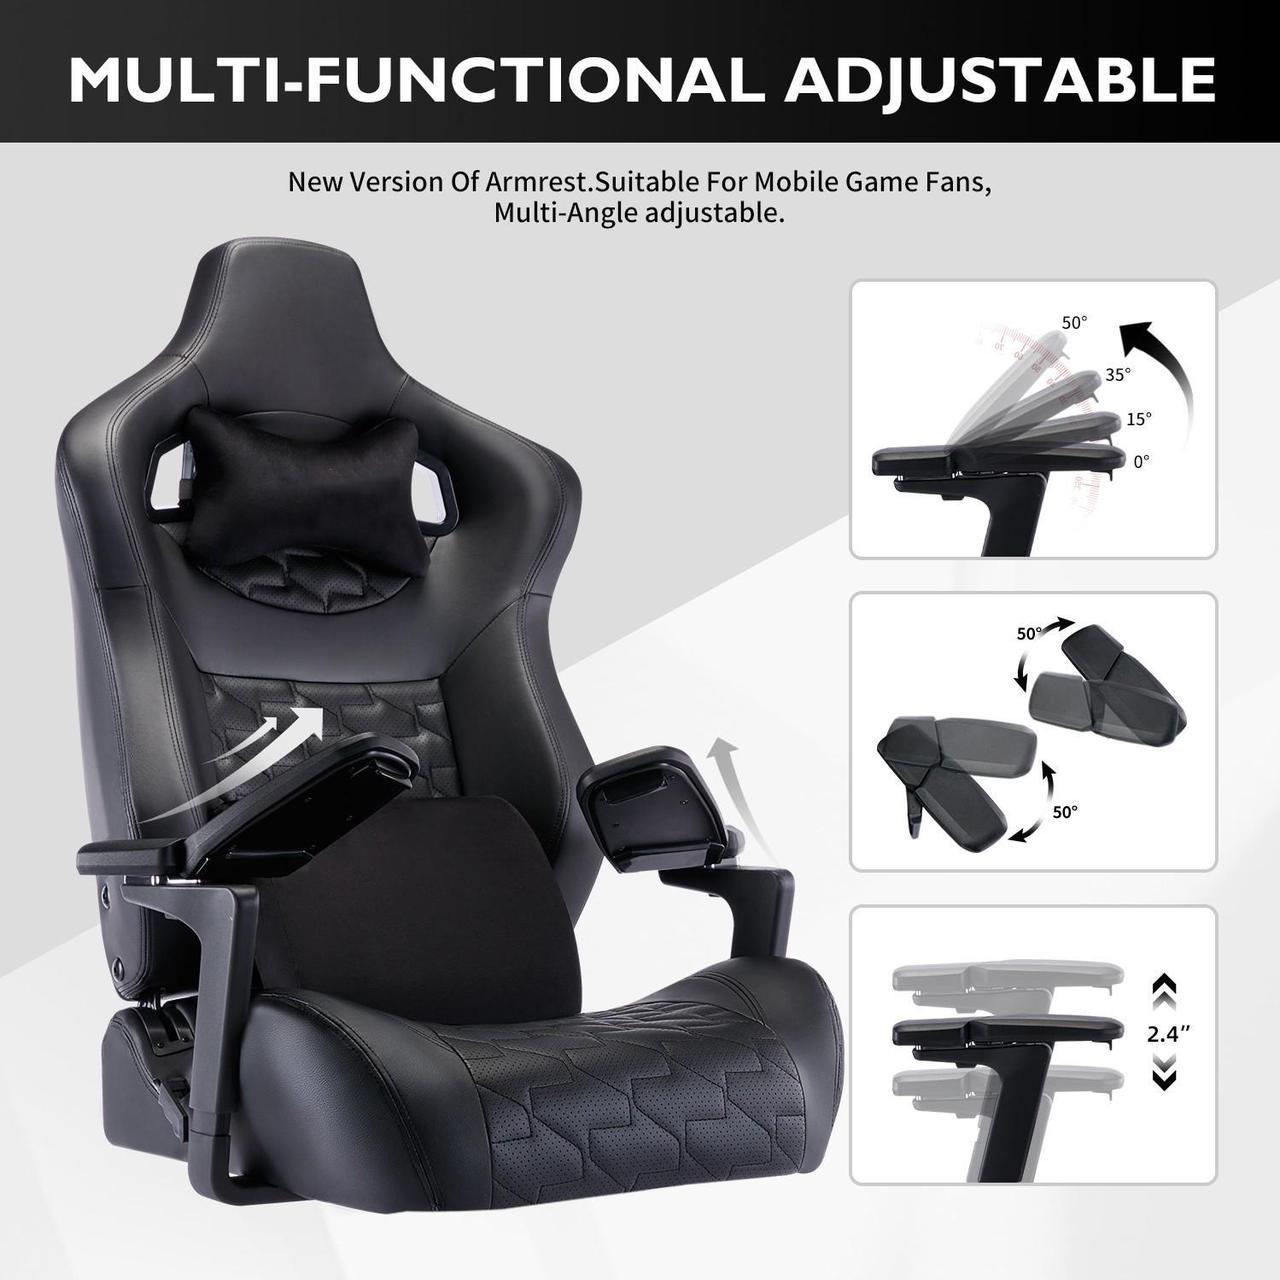 MULTI-FUNCTIONAL ADJUSTABLE
New Version Of Armrest.Suitable For Mobile Game Fans,
Multi-Angle adjustable.
50°
35°
15°
0°
50°
50°
2.4”